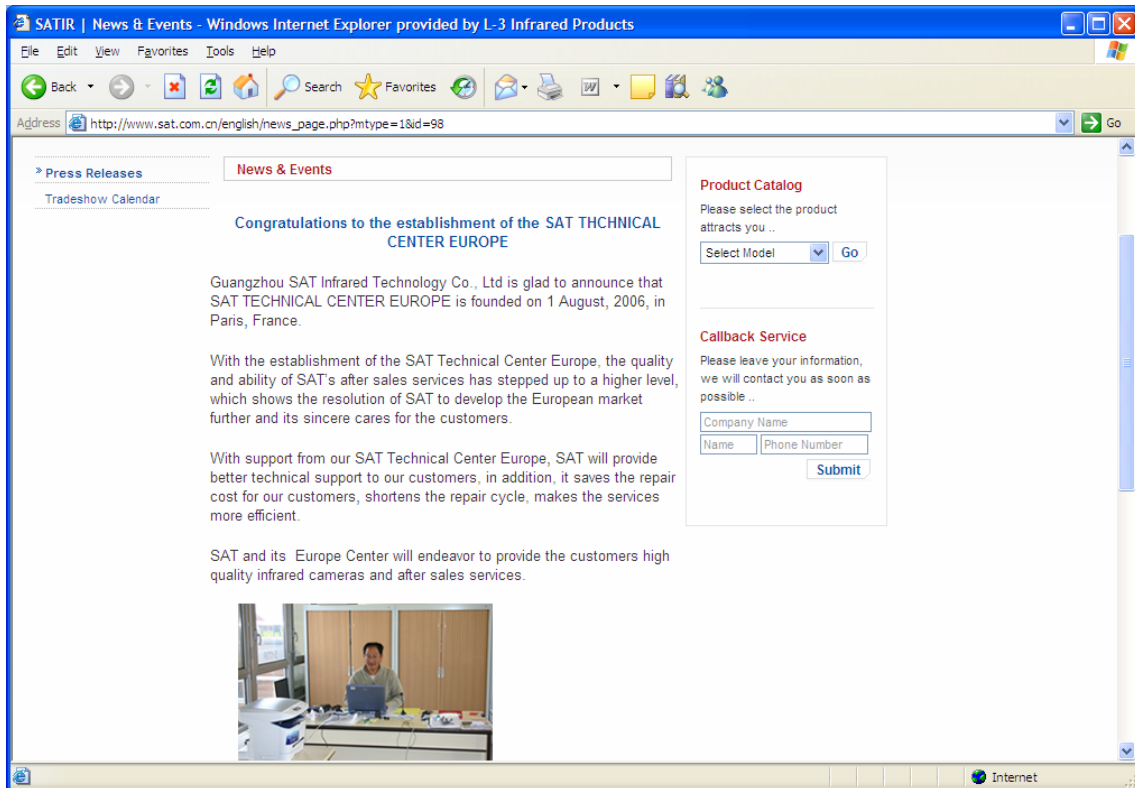 SATIR | News & Events - Windows Internet Explorer provided by L-3 Infrared Products
File Edit View Favorites Tools Help
Back Search Favorites
Address http://www.sat.com.cn/english/news_page.php?mtype=1&id=98 Go
» Press Releases
Tradeshow Calendar
News & Events
Congratulations to the establishment of the SAT THCHNICAL
CENTER EUROPE
Guangzhou SAT Infrared Technology Co., Ltd is glad to announce that
SAT TECHNICAL CENTER EUROPE is founded on 1 August, 2006, in
Paris, France.
With the establishment of the SAT Technical Center Europe, the quality
and ability of SAT's after sales services has stepped up to a higher level,
which shows the resolution of SAT to develop the European market
further and its sincere cares for the customers.
With support from our SAT Technical Center Europe, SAT will provide
better technical support to our customers, in addition, it saves the repair
cost for our customers, shortens the repair cycle, makes the services
more efficient.
SAT and its Europe Center will endeavor to provide the customers high
quality infrared cameras and after sales services.
Product Catalog
Please select the product
attracts you ..
Select Model Go
Callback Service
Please leave your information,
we will contact you as soon as
possible ..
Company Name
Name Phone Number
Submit
Internet